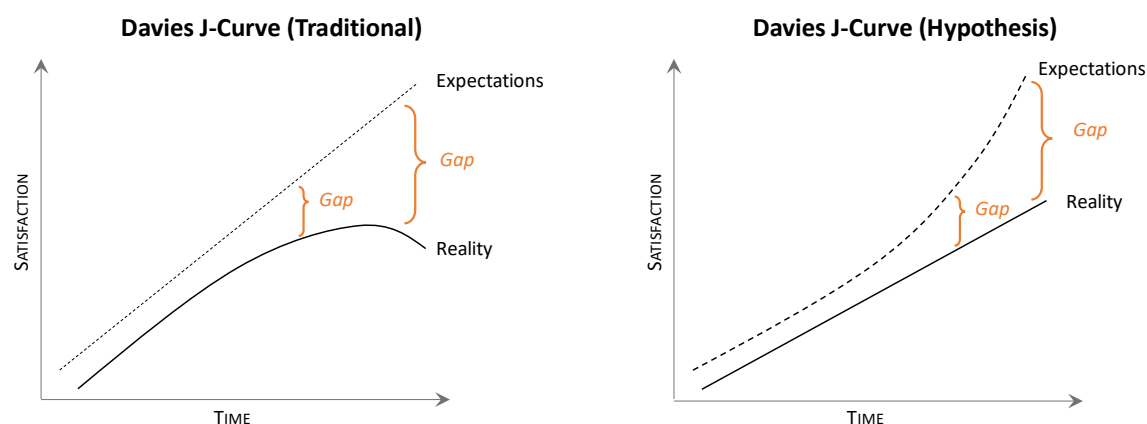 Davies J-Curve (Traditional)
Expectations
Gap
Gap
Reality
SATISFACTION
TIME
Davies J-Curve (Hypothesis)
Expectations
Gap
Gap
Reality
SATISFACTION
TIME